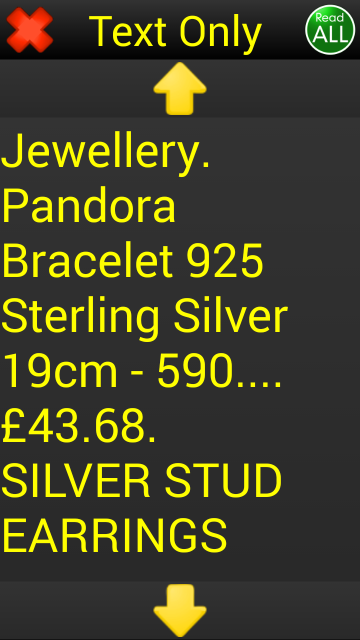 Text Only
Read
ALL
Jewellery.
Pandora
Bracelet 925
Sterling Silver
19cm - 590....
£43.68.
SILVER STUD
EARRINGS